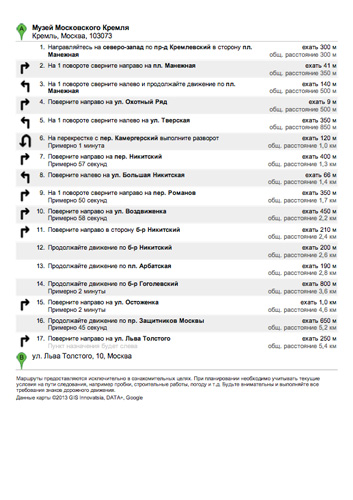 A
Музей Московского Кремля
Кремль, Москва, 103073
1. Направляйтесь на северо-запад по пр-д Кремлевский в сторону пл. Манежная ехать 300 м
общ. расстояние 300 м
2. На 1 повороте сверните направо на пл. Манежная ехать 41 м
общ. расстояние 350 м
3. На 1 повороте сверните налево и продолжайте движение по пл. Манежная ехать 140 м
общ. расстояние 500 м
4. Поверните направо на ул. Охотный Ряд ехать 9 м
общ. расстояние 500 м
5. На 1 повороте сверните налево на ул. Тверская ехать 350 м
общ. расстояние 850 м
6. На перекрестке с пер. Камергерский выполните разворот ехать 120 м
Примерно 1 минута общ. расстояние 1,0 км
7. Поверните направо на пер. Никитский ехать 400 м
Примерно 57 секунд общ. расстояние 1,3 км
8. Поверните налево на ул. Большая Никитская ехать 66 м
общ. расстояние 1,4 км
9. На 1 повороте сверните направо на пер. Романов ехать 350 м
Примерно 50 секунд общ. расстояние 1,7 км
10. Поверните направо на ул. Воздвиженка ехать 450 м
Примерно 58 секунд общ. расстояние 2,2 км
11. Поверните направо в сторону б-р Никитский ехать 210 м
общ. расстояние 2,4 км
12. Продолжайте движение по б-р Никитский ехать 200 м
общ. расстояние 2,6 км
13. Продолжайте движение по пл. Арбатская ехать 190 м
общ. расстояние 2,8 км
14. Продолжайте движение по б-р Гоголевский ехать 800 м
Примерно 2 минуты общ. расстояние 3,6 км
15. Поверните направо на ул. Остоженка ехать 1,0 км
Примерно 2 минуты общ. расстояние 4,6 км
16. Продолжайте движение по пр. Защитников Москвы ехать 650 м
Примерно 45 секунд общ. расстояние 5,2 км
17. Поверните направо на ул. Льва Толстого ехать 250 м
Пункт назначения будет слева общ. расстояние 5,4 км
B
ул. Льва Толстого, 10, Москва
Маршруты предоставляются исключительно в ознакомительных целях. При планировании необходимо учитывать текущие
условия на пути следования, например пробки, строительные работы, погоду и т.д. Будьте внимательны и выполняйте все
требования знаков дорожного движения.
Данные карты ©2013 GIS Innovatsia, DATA+, Google